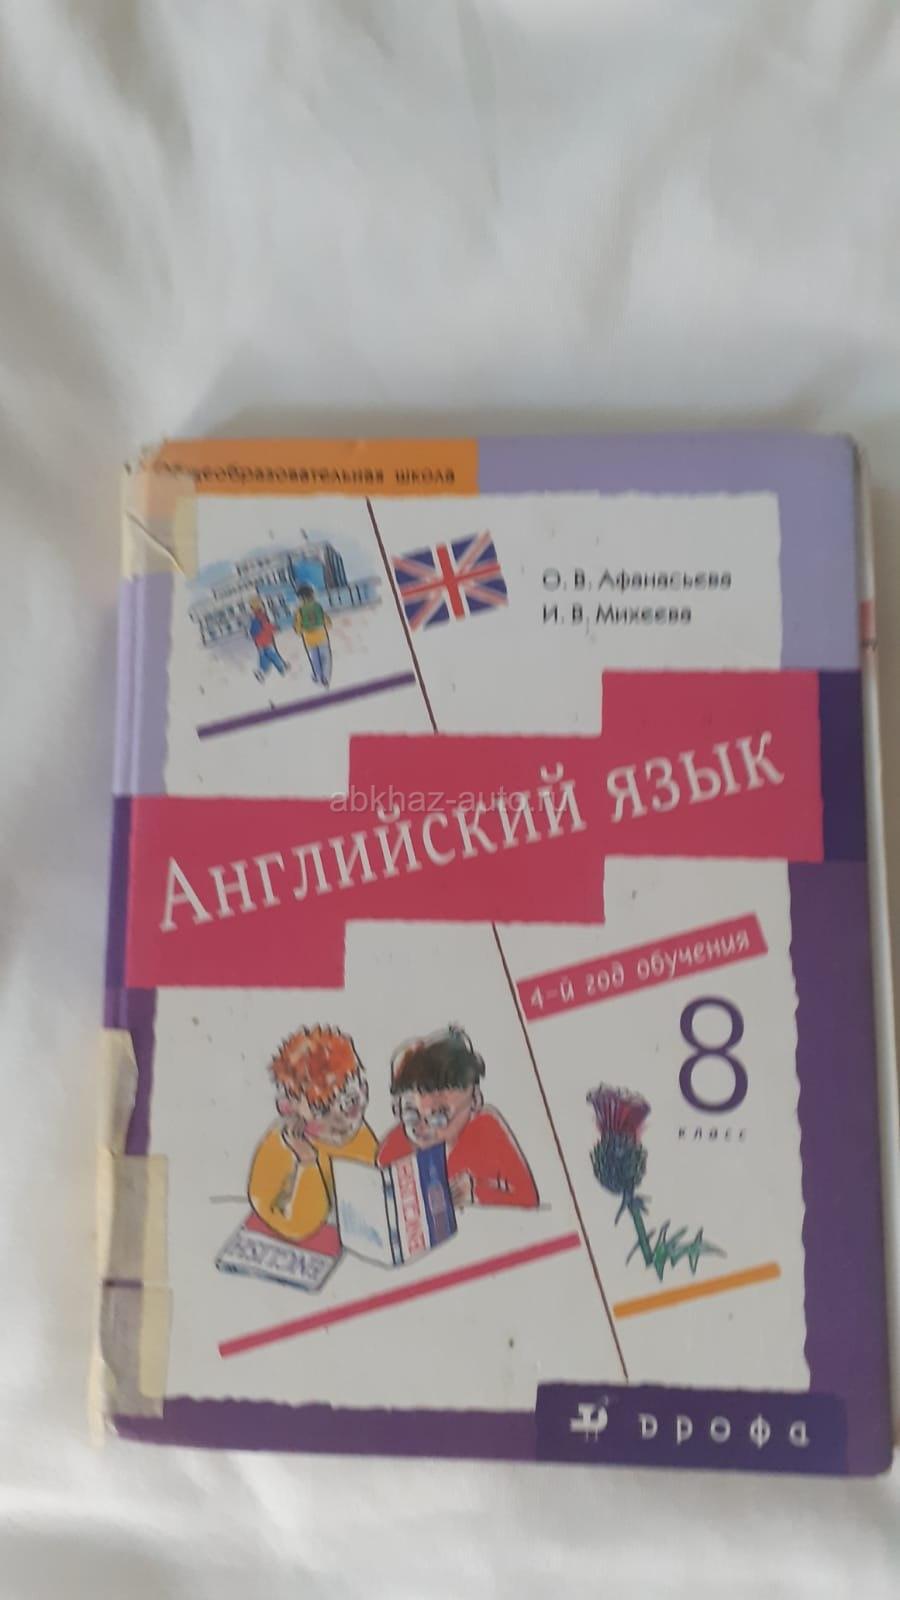 Общеобразовательная школа
О. В. Афанасьева
И. В. Михеева
Английский язык
abkhaz-auto.ru
4-й год обучения
8
класс
ENGLISH
ENGLISH
дрофа